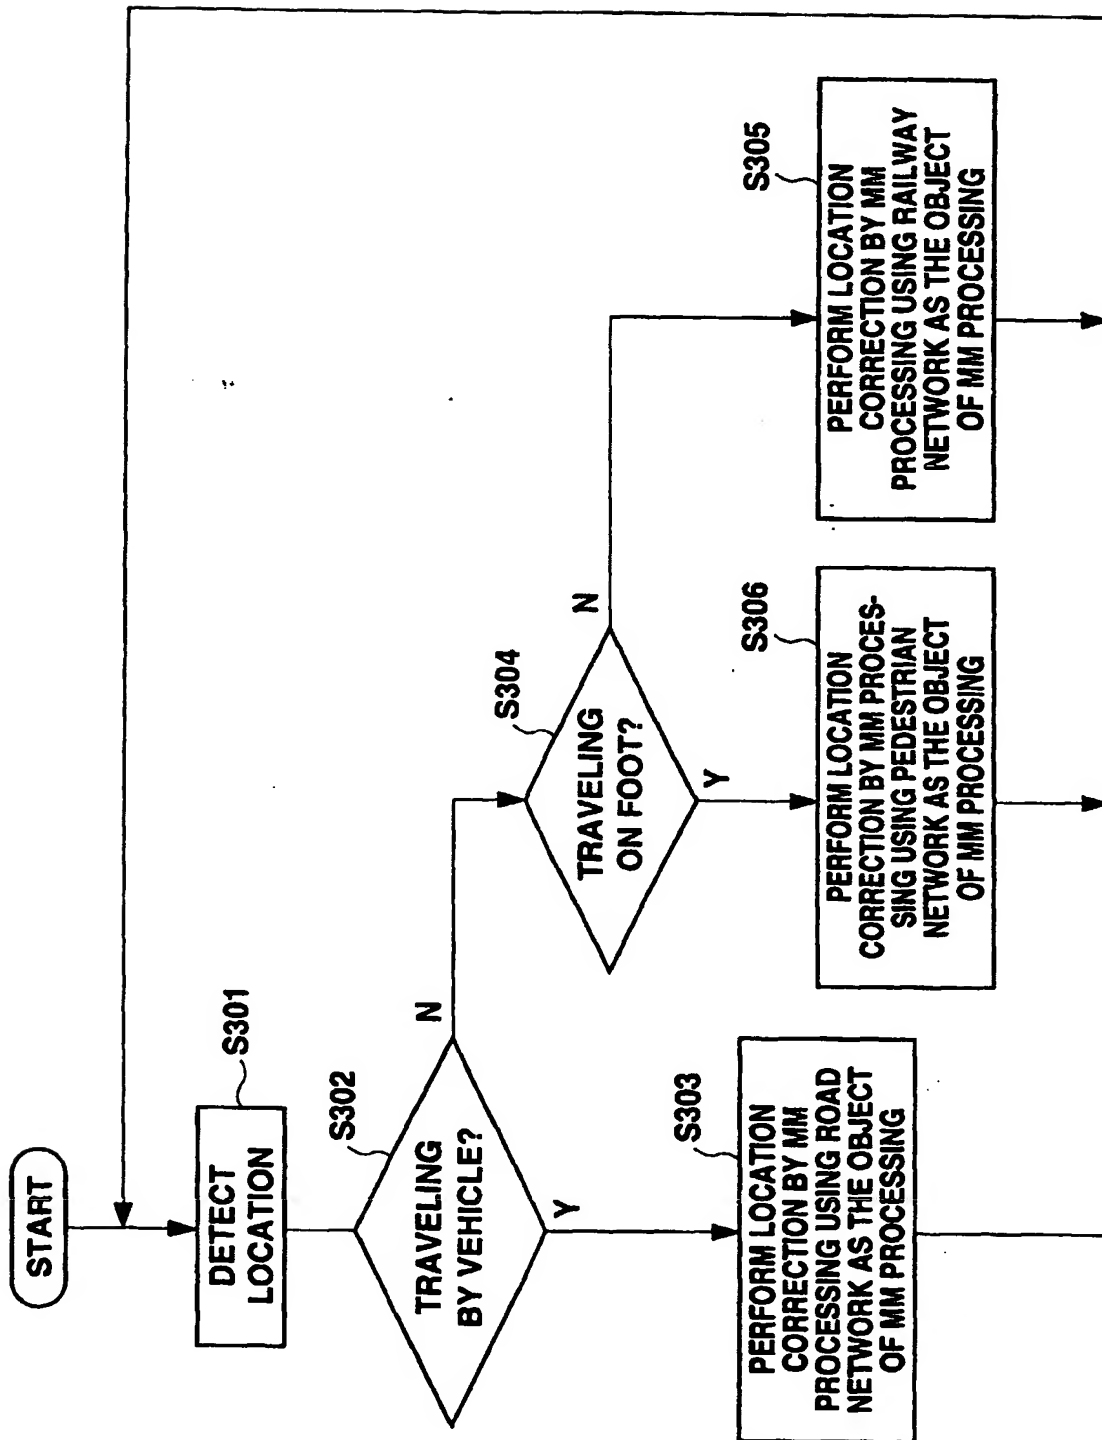 START
DETECT
LOCATION
S301
TRAVELING
BY VEHICLE?
S302
N
Y
PERFORM LOCATION
CORRECTION BY MM
PROCESSING USING ROAD
NETWORK AS THE OBJECT
OF MM PROCESSING
S303
TRAVELING
ON FOOT?
S304
N
Y
PERFORM LOCATION
CORRECTION BY MM PROCES-
SING USING PEDESTRIAN
NETWORK AS THE OBJECT
OF MM PROCESSING
S306
PERFORM LOCATION
CORRECTION BY MM
PROCESSING USING RAILWAY
NETWORK AS THE OBJECT
OF MM PROCESSING
S305